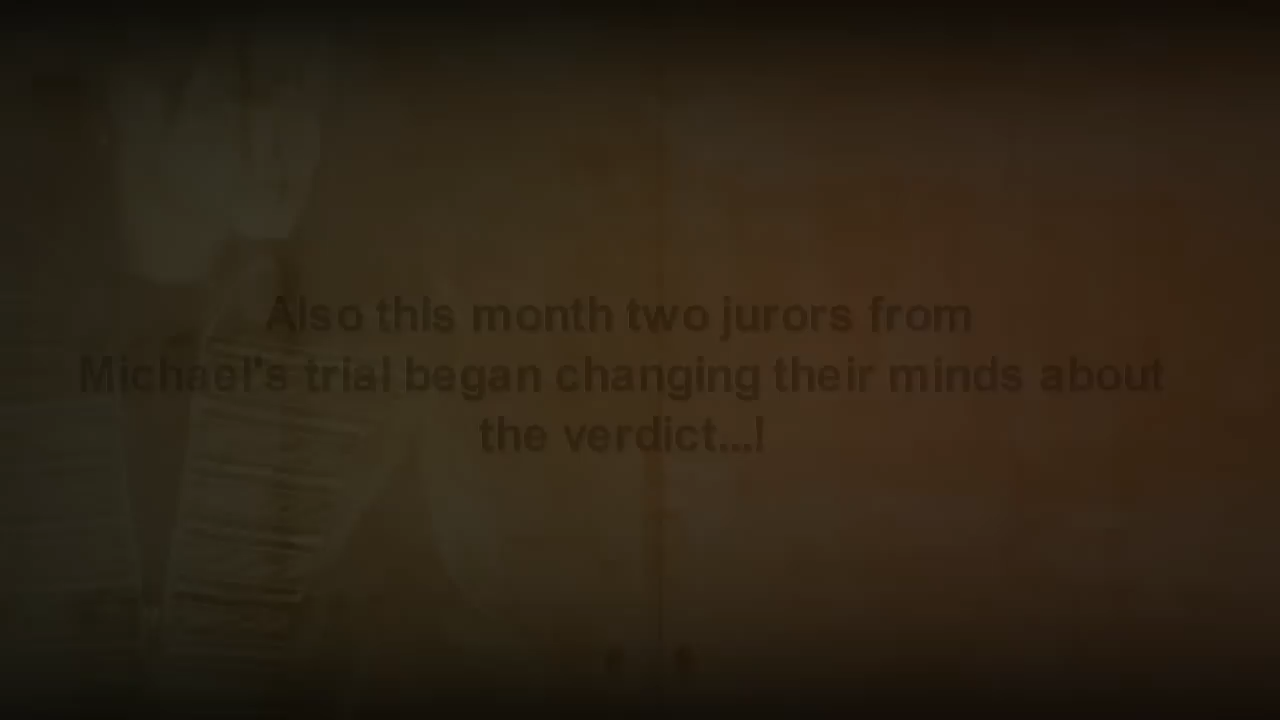 Also this month two jurors from
Michael's trial began changing their minds about
the verdict...!